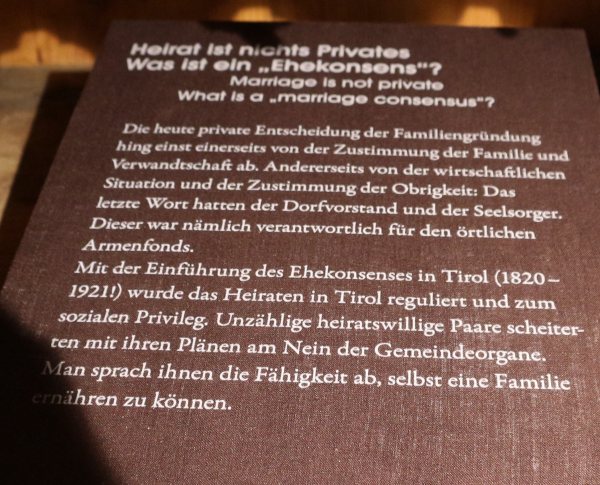 Heirat ist nichts Privates
Was ist ein „Ehekonsens“?
Marriage is not private
What is a „marriage consensus“?
Die heute private Entscheidung der Familiengründung
hing einst einerseits von der Zustimmung der Familie und
Verwandtschaft ab. Andererseits von der wirtschaftlichen
Situation und der Zustimmung der Obrigkeit: Das
letzte Wort hatten der Dorfvorstand und der Seelsorger.
Dieser war nämlich verantwortlich für den örtlichen
Armenfonds.
Mit der Einführung des Ehekonsenses in Tirol (1820–
1921!) wurde das Heiraten in Tirol reguliert und zum
sozialen Privileg. Unzählige heiratswillige Paare scheiter-
ten mit ihren Plänen am Nein der Gemeindeorgane.
Man sprach ihnen die Fähigkeit ab, selbst eine Familie
ernähren zu können.